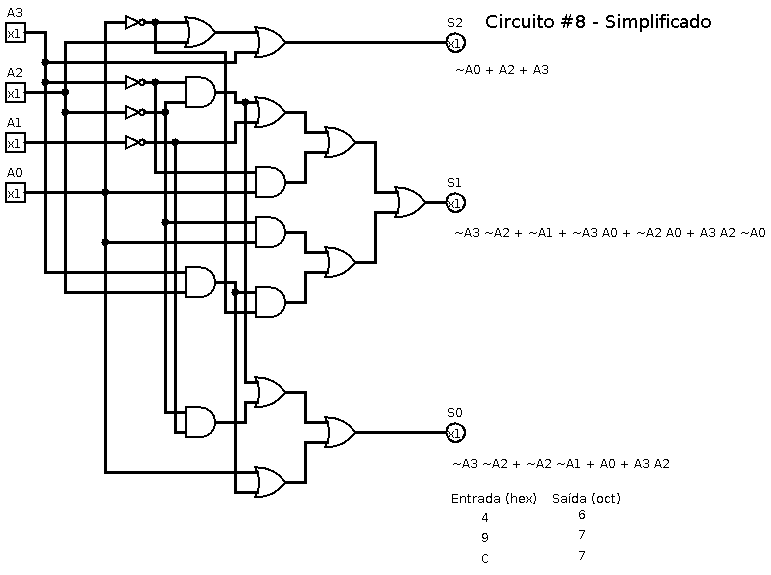 Circuito #8 - Simplificado
A3
x1
A2
x1
A1
x1
A0
x1
S2
x1
~A0 + A2 + A3
S1
x1
~A3 ~A2 + ~A1 + ~A3 A0 + ~A2 A0 + A3 A2 ~A0
S0
x1
~A3 ~A2 + ~A2 ~A1 + A0 + A3 A2
Entrada (hex) Saída (oct)
4 6
9 7
C 7